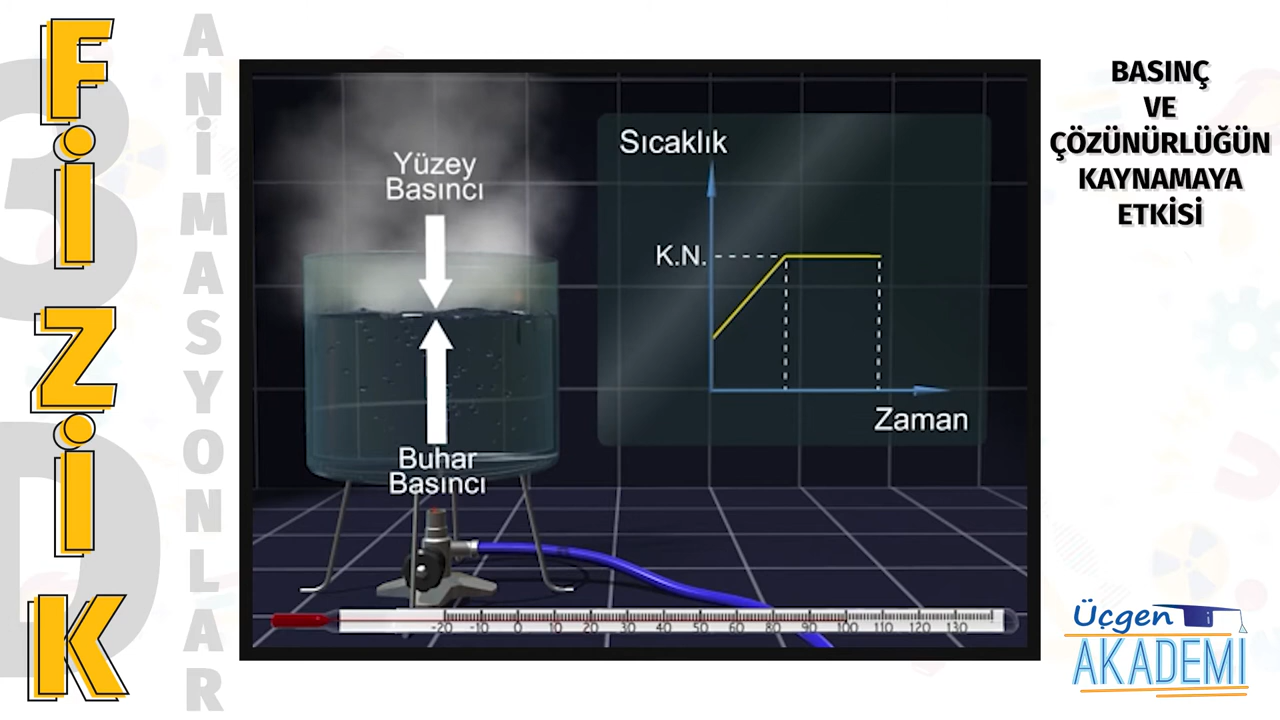 FİZİK
3D
ANİMASYONLAR
Yüzey
Basıncı
Buhar
Basıncı
Sıcaklık
K.N.
Zaman
-20 -10 0 10 20 30 40 50 60 70 80 90 100 110 120 130
BASINÇ
VE
ÇÖZÜNÜRLÜĞÜN
KAYNAMAYA
ETKİSİ
Üçgen
AKADEMİ